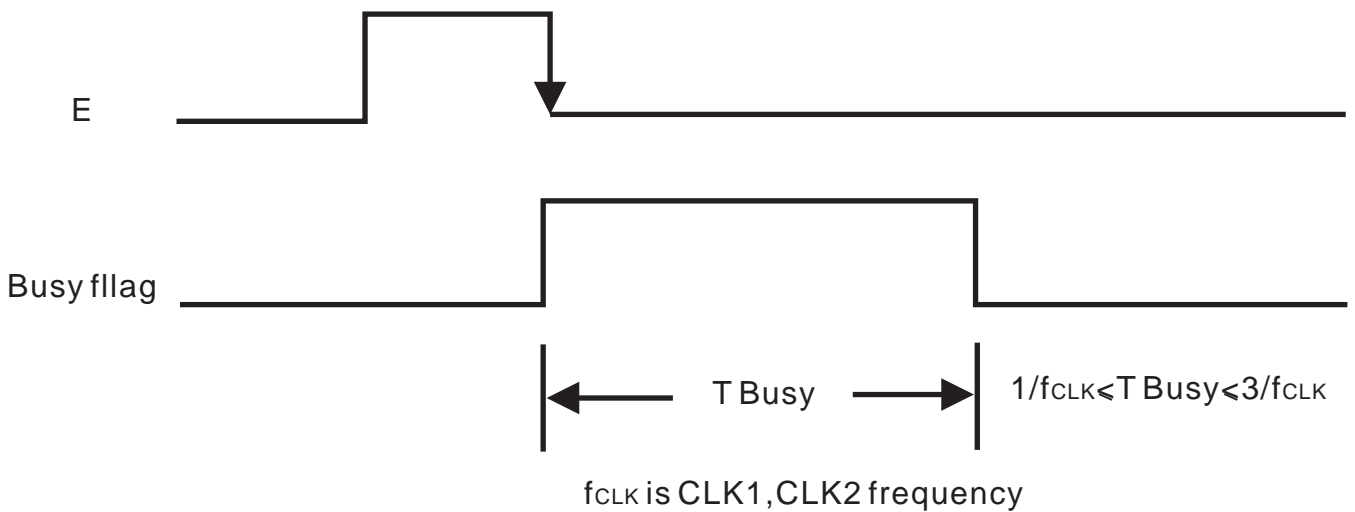 E
Busy fllag
T Busy
1/fCLK⩽T Busy⩽3/fCLK
fCLK is CLK1,CLK2 frequency